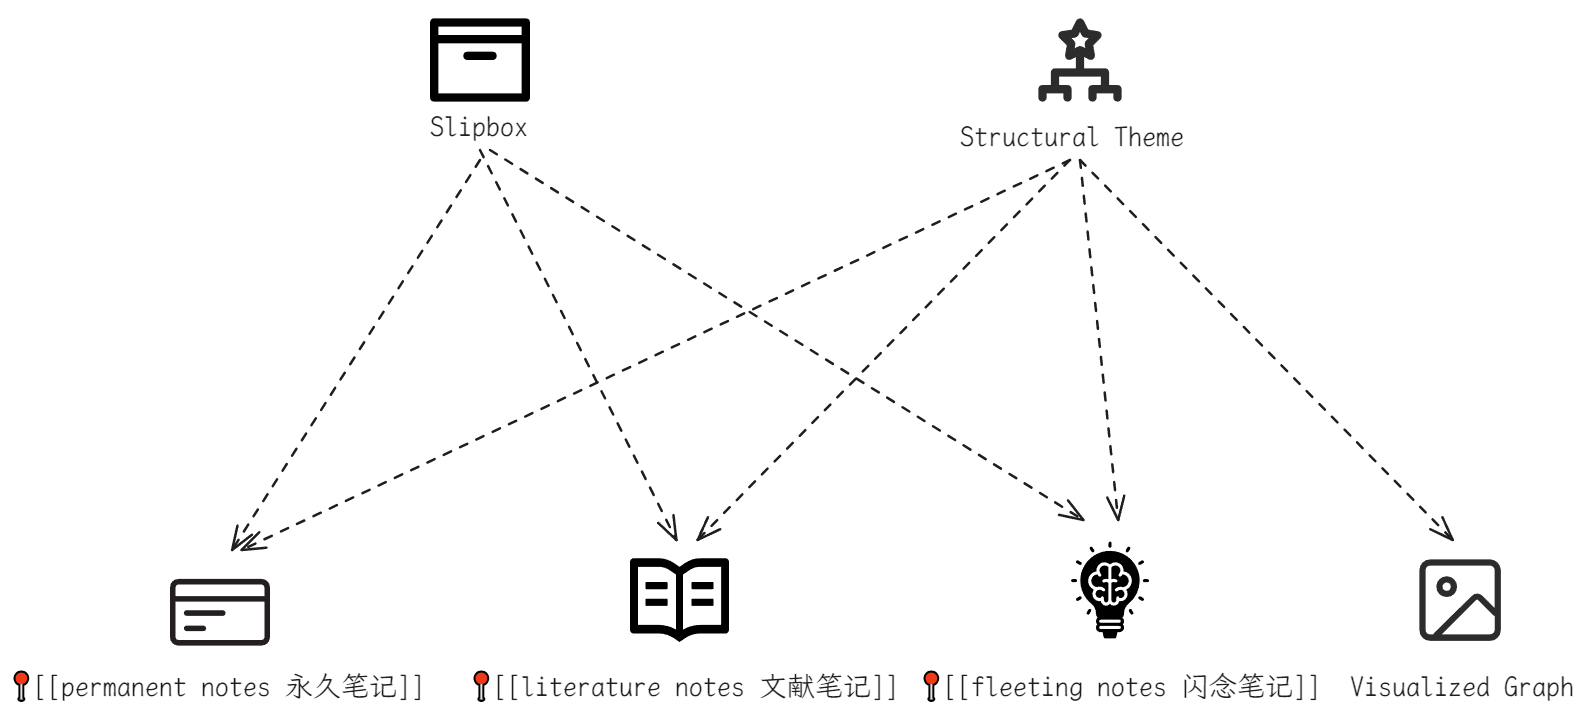 Slipbox
Structural Theme
[[permanent notes 永久笔记]]
[[literature notes 文献笔记]]
[[fleeting notes 闪念笔记]]
Visualized Graph